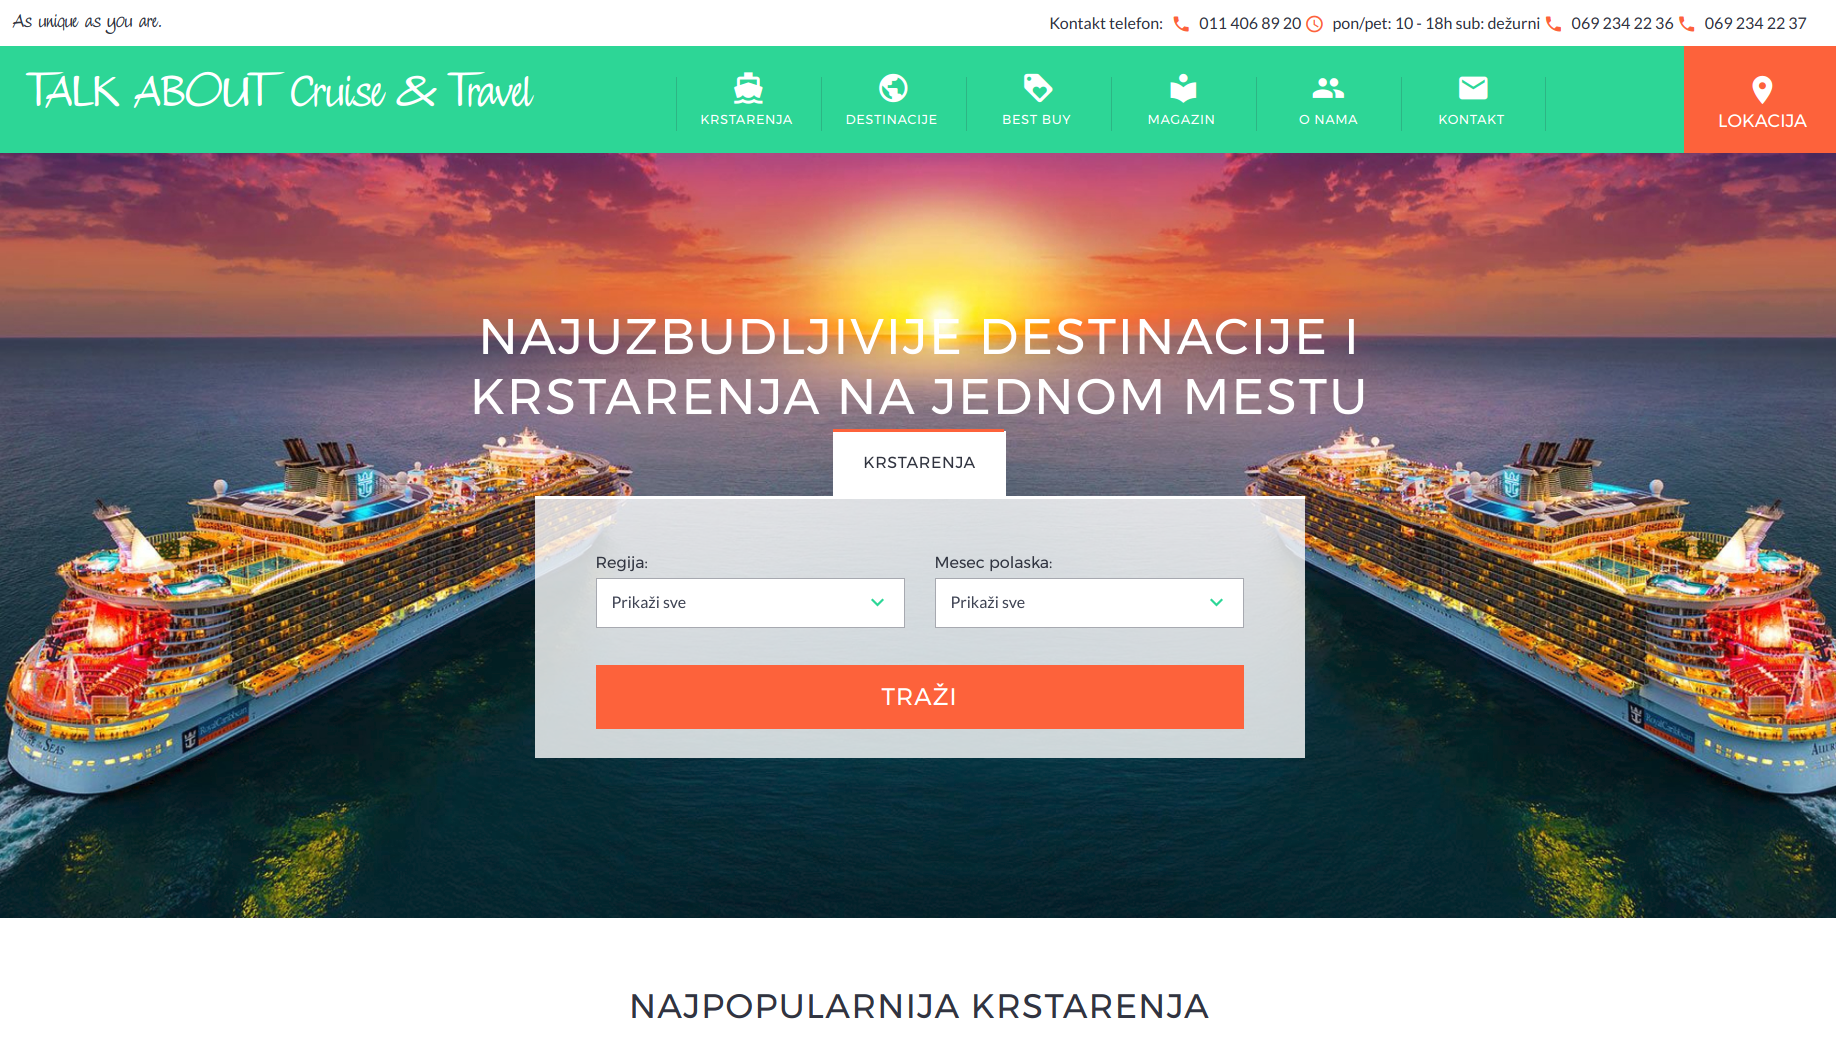 As unique as you are.
Kontakt telefon: 011 406 89 20 pon/pet: 10 - 18h sub: dežurni 069 234 22 36 069 234 22 37
TALK ABOUT Cruise & Travel
KRSTARENJA
DESTINACIJE
BEST BUY
MAGAZIN
O NAMA
KONTAKT
LOKACIJA
NAJUZBUDLJIVIJE DESTINACIJE I
KRSTARENJA NA JEDNOM MESTU
KRSTARENJA
Regija:
Mesec polaska:
Prikaži sve
Prikaži sve
TRAŽI
RoyalCaribbean
RoyalCaribbean
NAJPOPULARNIJA KRSTARENJA